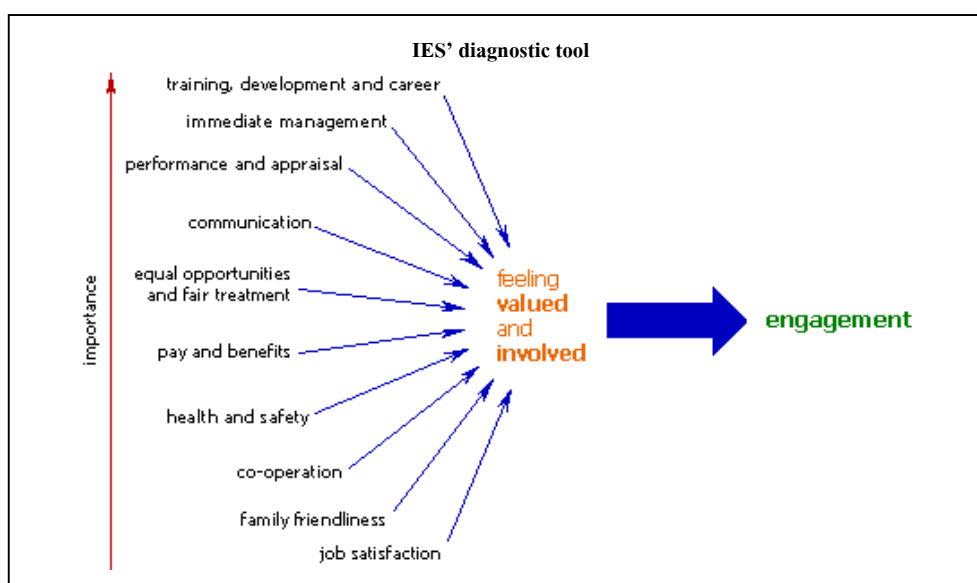 IES’ diagnostic tool
training, development and career
immediate management
performance and appraisal
communication
equal opportunities
and fair treatment
pay and benefits
health and safety
co-operation
family friendliness
job satisfaction
importance
feeling
valued
and
involved
engagement